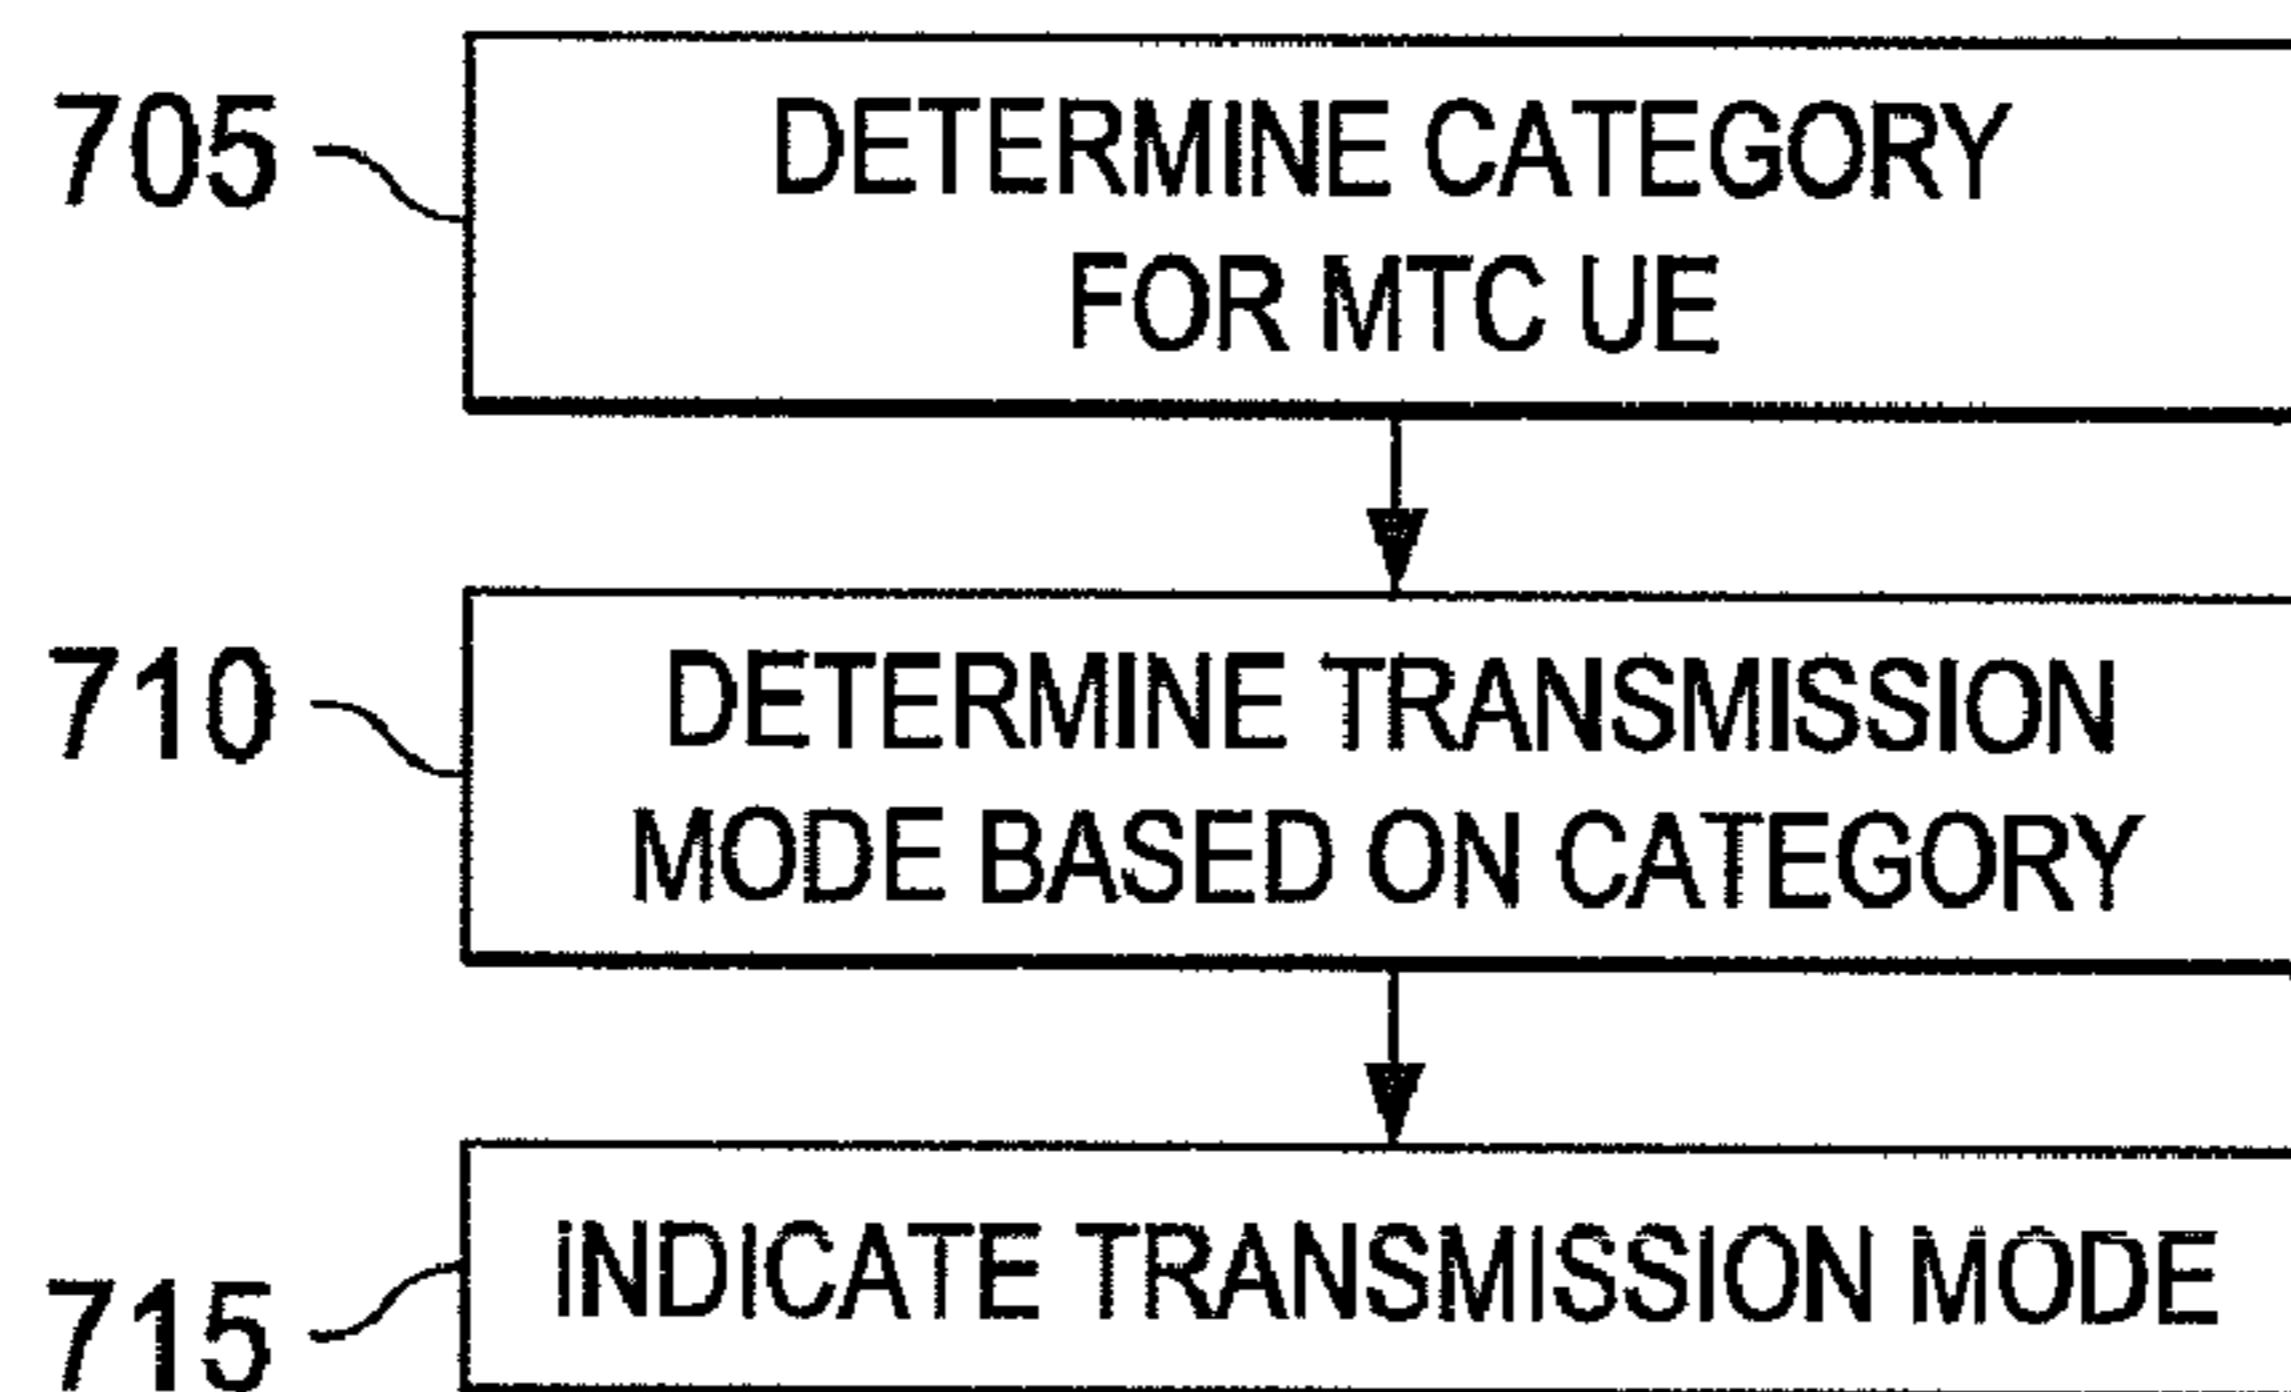 705
DETERMINE CATEGORY
FOR MTC UE
710
DETERMINE TRANSMISSION
MODE BASED ON CATEGORY
715
INDICATE TRANSMISSION MODE